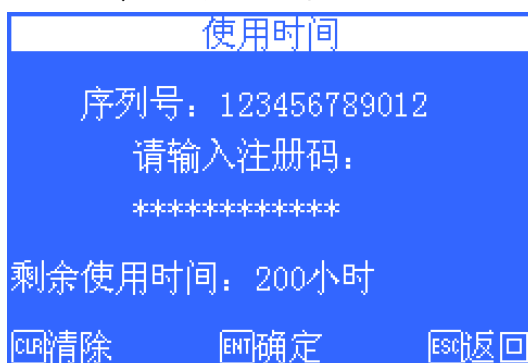 使用时间
序列号：123456789012
请输入注册码：
************
剩余使用时间：200小时
CLR清除 ENT确定 ESC返回